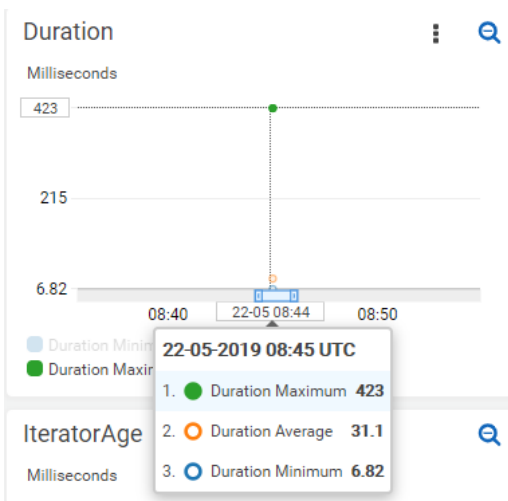 Duration
Milliseconds
423
215
6.82
08:40
22-05 08:44
08:50
Duration Minim
Duration Maxim
22-05-2019 08:45 UTC
1. Duration Maximum 423
2. Duration Average 31.1
3. Duration Minimum 6.82
IteratorAge
Milliseconds